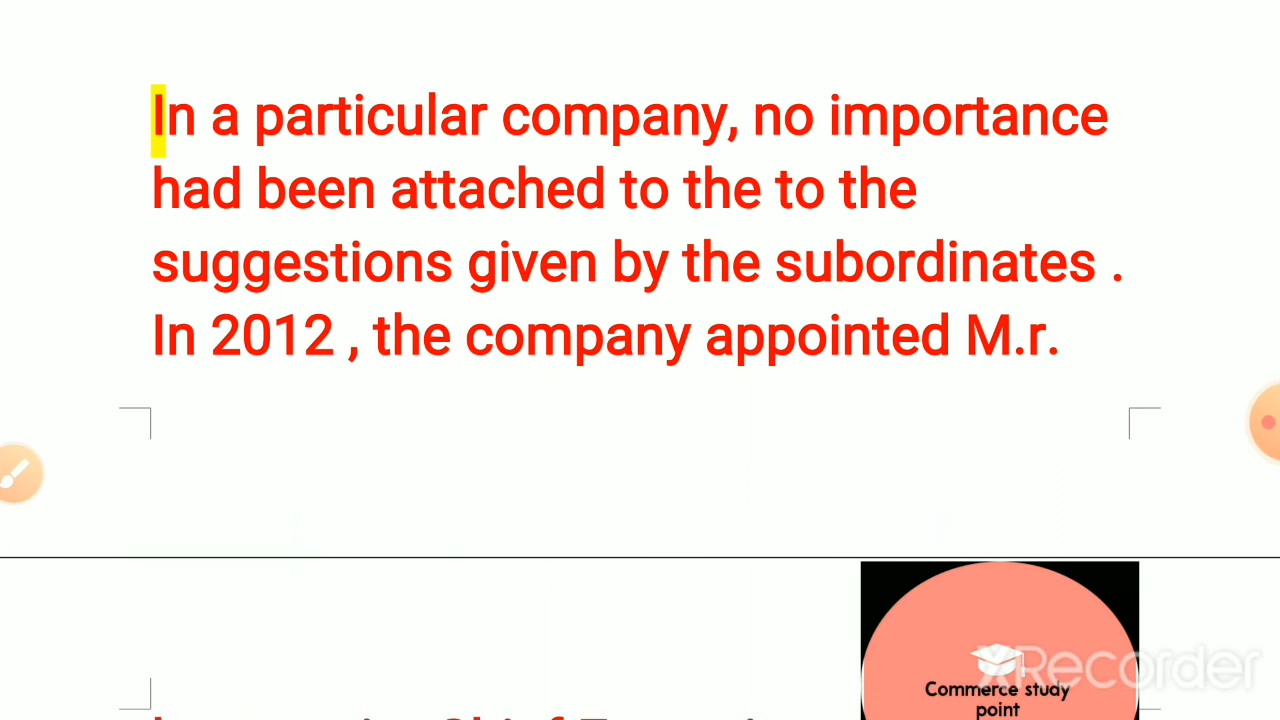 In a particular company, no importance
had been attached to the to the
suggestions given by the subordinates .
In 2012 , the company appointed M.r.
XRecorder
Commerce study
point